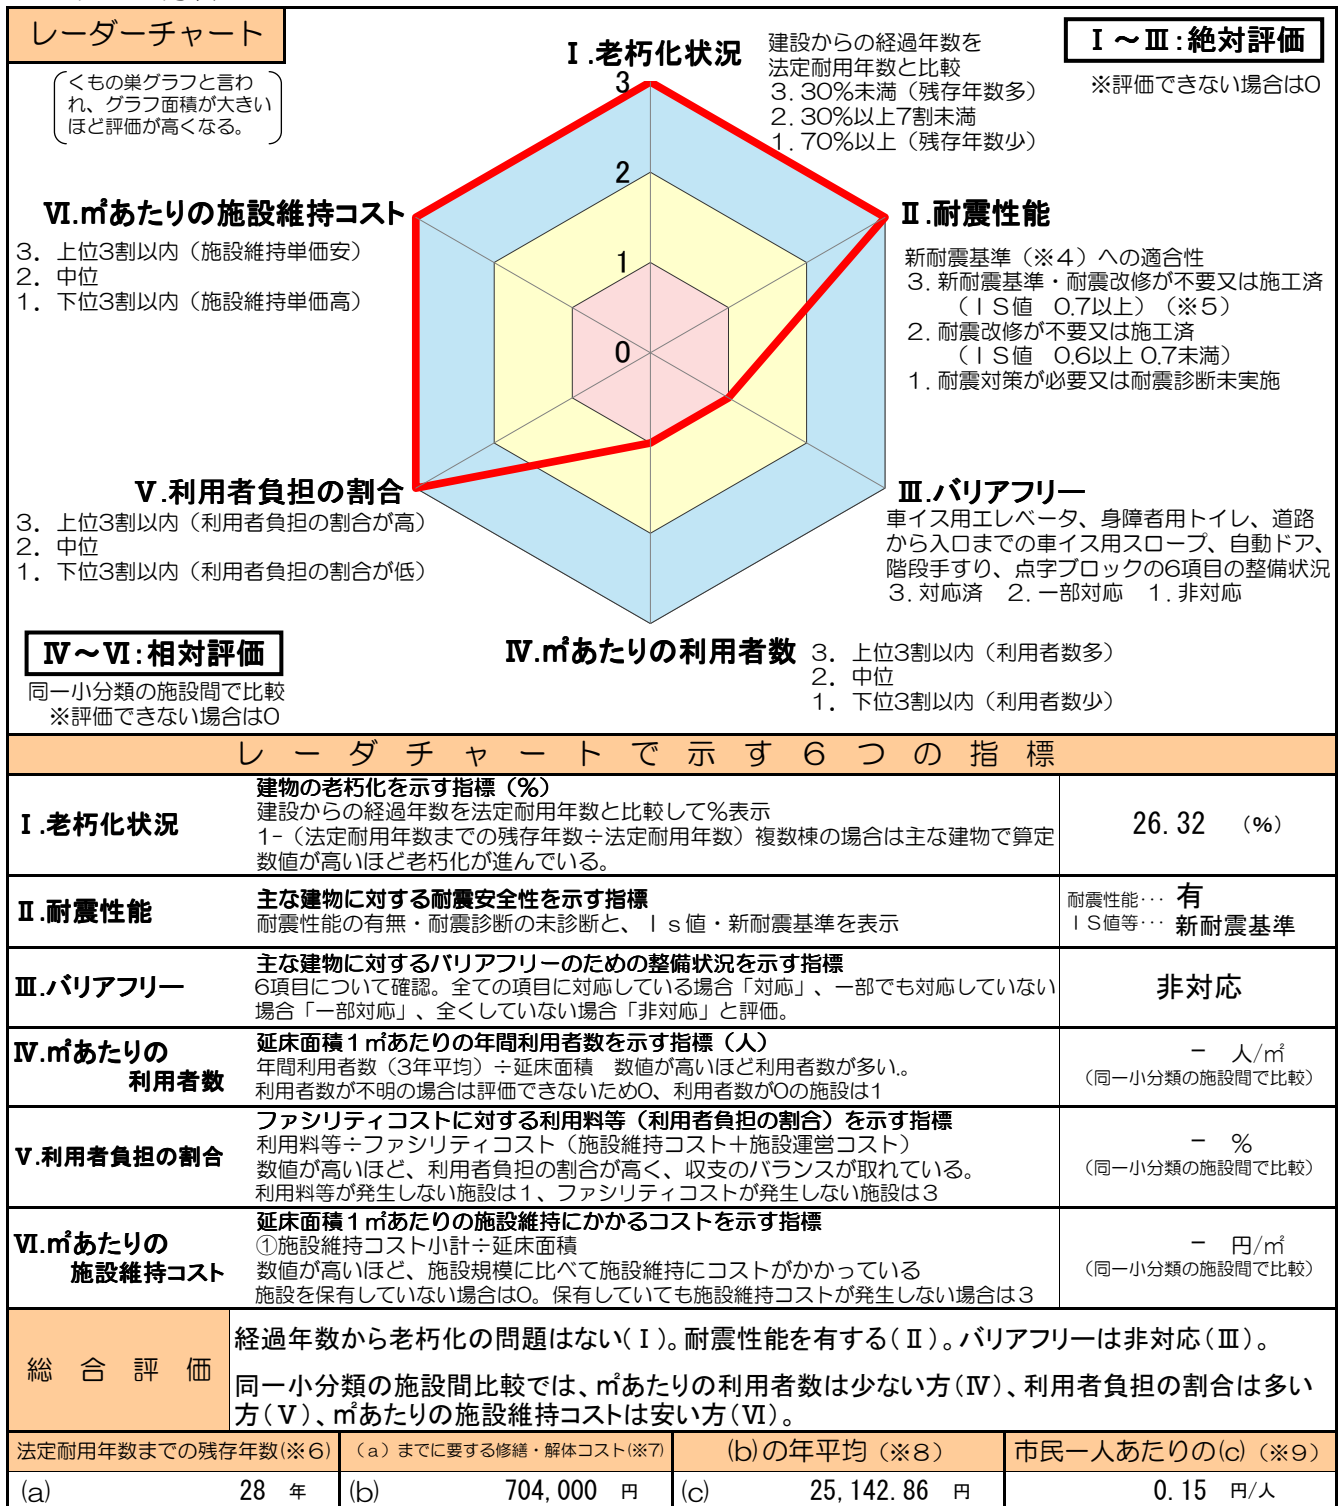 レーダーチャート
くもの巣グラフと言わ
れ、グラフ面積が大きい
ほど評価が高くなる。
Ⅰ.老朽化状況
建設からの経過年数を
法定耐用年数と比較
3.30%未満（残存年数多）
2.30%以上7割未満
1.70%以上（残存年数少）
Ⅰ～Ⅲ:絶対評価
※評価できない場合は0
3
2
1
0
Ⅵ.㎡あたりの施設維持コスト
3. 上位3割以内（施設維持単価安）
2. 中位
1. 下位3割以内（施設維持単価高）
Ⅱ.耐震性能
新耐震基準（※4）への適合性
3.新耐震基準・耐震改修が不要又は施工済
（ＩＳ値 0.7以上）（※5）
2.耐震改修が不要又は施工済
（ＩＳ値 0.6以上 0.7未満）
1.耐震対策が必要又は耐震診断未実施
Ⅴ.利用者負担の割合
3. 上位3割以内（利用者負担の割合が高）
2. 中位
1. 下位3割以内（利用者負担の割合が低）
Ⅲ.バリアフリー
車イス用エレベータ、身障者用トイレ、道路
から入口までの車イス用スロープ、自動ドア、
階段手すり、点字ブロックの6項目の整備状況
3.対応済 2.一部対応 1.非対応
Ⅳ～Ⅵ:相対評価
同一小分類の施設間で比較
※評価できない場合は0
Ⅳ.㎡あたりの利用者数
3. 上位3割以内（利用者数多）
2. 中位
1. 下位3割以内（利用者数少）
レーダチャートで示す6つの指標
Ⅰ.老朽化状況
建物の老朽化を示す指標（%）
建設からの経過年数を法定耐用年数と比較して%表示
1-（法定耐用年数までの残存年数÷法定耐用年数）複数棟の場合は主な建物で算定
数値が高いほど老朽化が進んでいる。
26.32 （%）
Ⅱ.耐震性能
主な建物に対する耐震安全性を示す指標
耐震性能の有無・耐震診断の未診断と、Ｉｓ値・新耐震基準を表示
耐震性能･･･ 有
ＩＳ値等･･･ 新耐震基準
Ⅲ.バリアフリー
主な建物に対するバリアフリーのための整備状況を示す指標
6項目について確認。全ての項目に対応している場合「対応」、一部でも対応していない
場合「一部対応」、全くしていない場合「非対応」と評価。
非対応
Ⅳ.㎡あたりの
利用者数
延床面積１㎡あたりの年間利用者数を示す指標（人）
年間利用者数（3年平均）÷延床面積 数値が高いほど利用者数が多い。
利用者数が不明の場合は評価できないため0、利用者数が0の施設は1
－ 人/㎡
（同一小分類の施設間で比較）
Ⅴ.利用者負担の割合
ファシリティコストに対する利用料等（利用者負担の割合）を示す指標
利用料等÷ファシリティコスト（施設維持コスト＋施設運営コスト）
数値が高いほど、利用者負担の割合が高く、収支のバランスが取れている。
利用料等が発生しない施設は１、ファシリティコストが発生しない施設は３
－ %
（同一小分類の施設間で比較）
Ⅵ.㎡あたりの
施設維持コスト
延床面積１㎡あたりの施設維持にかかるコストを示す指標
①施設維持コスト小計÷延床面積
数値が高いほど、施設規模に比べて施設維持にコストがかかっている
施設を保有していない場合は0。保有していても施設維持コストが発生しない場合は３
－ 円/㎡
（同一小分類の施設間で比較）
総合評価
経過年数から老朽化の問題はない(Ⅰ)。耐震性能を有する(Ⅱ)。バリアフリーは非対応(Ⅲ)。
同一小分類の施設間比較では、㎡あたりの利用者数は少ない方(Ⅳ)、利用者負担の割合は多い
方(Ⅴ)、㎡あたりの施設維持コストは安い方(Ⅵ)。
法定耐用年数までの残存年数(※6)
（a）までに要する修繕・解体コスト(※7)
(b)の年平均（※8）
市民一人あたりの(c)（※9）
(a) 28 年
(b) 704,000 円
(c) 25,142.86 円
0.15 円/人